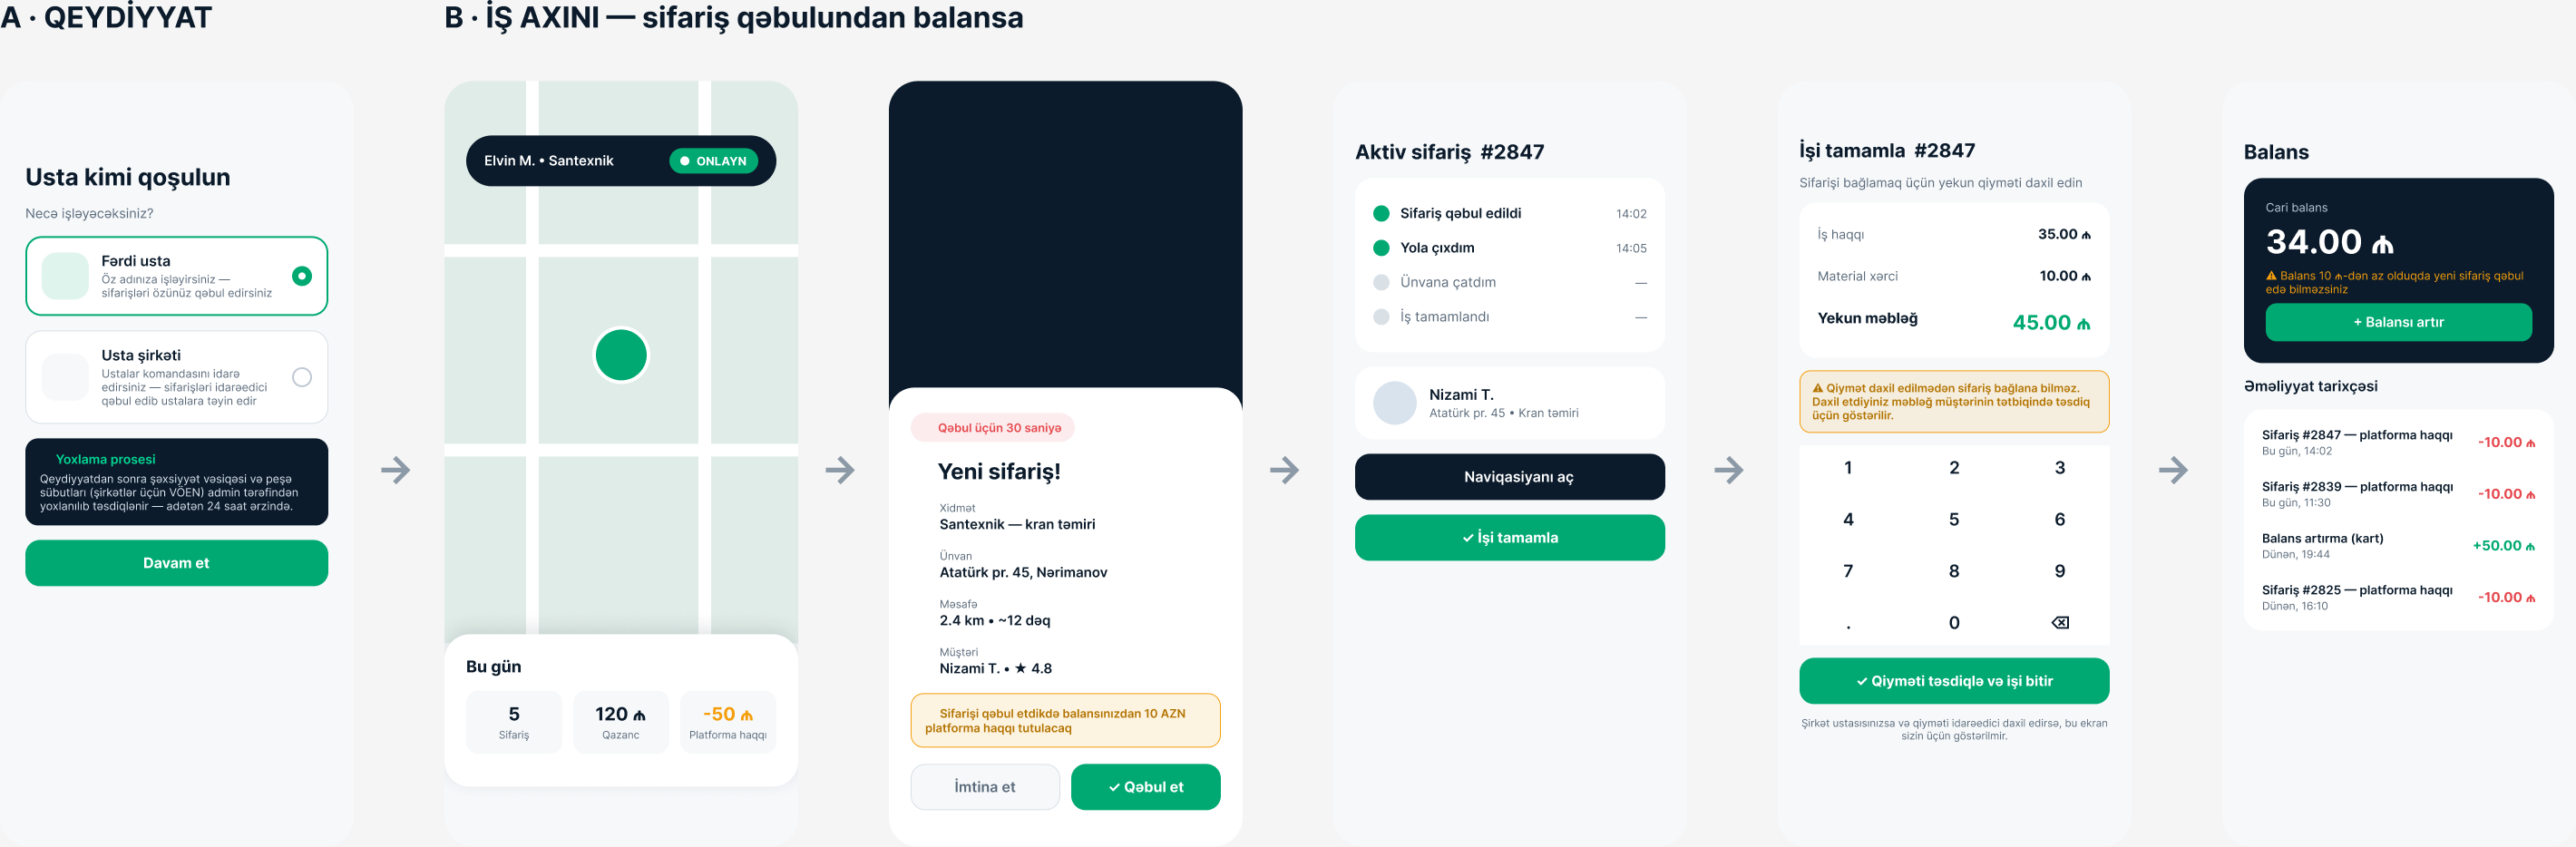 A · QEYDİYYAT
B · İŞ AXINI — sifariş qəbulundan balansa
Usta kimi qoşulun
Necə işləyəcəksiniz?
Fərdi usta
Öz adınıza işləyirsiniz —
sifarişləri özünüz qəbul edirsiniz
Usta şirkəti
Ustalar komandasını idarə
edirsiniz — sifarişləri idarəedici
qəbul edib ustalara təyin edir
Yoxlama prosesi
Qeydiyyatdan sonra şəxsiyyət vəsiqəsi və peşə
sübutları (şirkətlər üçün VÖEN) admin tərəfindən
yoxlanılıb təsdiqlənir — adətən 24 saat ərzində.
Davam et
Elvin M. • Santexnik
ONLAYN
Bu gün
5
Sifariş
120 ₼
Qazanc
-50 ₼
Platforma haqqı
Qəbul üçün 30 saniyə
Yeni sifariş!
Xidmət
Santexnik — kran təmiri
Ünvan
Atatürk pr. 45, Nərimanov
Məsafə
2.4 km • ~12 dəq
Müştəri
Nizami T. • ★ 4.8
Sifarişi qəbul etdikdə balansınızdan 10 AZN
platforma haqqı tutulacaq
İmtina et
✓ Qəbul et
Aktiv sifariş #2847
Sifariş qəbul edildi 14:02
Yola çıxdım 14:05
Ünvana çatdım —
İş tamamlandı —
Nizami T.
Atatürk pr. 45 • Kran təmiri
Naviqasiyanı aç
✓ İşi tamamla
İşi tamamla #2847
Sifarişi bağlamaq üçün yekun qiyməti daxil edin
İş haqqı 35.00 ₼
Material xərci 10.00 ₼
Yekun məbləğ 45.00 ₼
⚠ Qiymət daxil edilmədən sifariş bağlana bilməz.
Daxil etdiyiniz məbləğ müştərinin tətbiqində təsdiq
üçün göstərilir.
1 2 3
4 5 6
7 8 9
. 0 ⌫
✓ Qiyməti təsdiqlə və işi bitir
Şirkət ustasısınızsa və qiyməti idarəedici daxil edirsə, bu ekran
sizin üçün göstərilmir.
Balans
Cari balans
34.00 ₼
⚠ Balans 10 ₼-dən az olduqda yeni sifariş qəbul
edə bilməzsiniz
+ Balansı artır
Əməliyyat tarixçəsi
Sifariş #2847 — platforma haqqı -10.00 ₼
Bu gün, 14:02
Sifariş #2839 — platforma haqqı -10.00 ₼
Bu gün, 11:30
Balans artırma (kart) +50.00 ₼
Dünən, 19:44
Sifariş #2825 — platforma haqqı -10.00 ₼
Dünən, 16:10